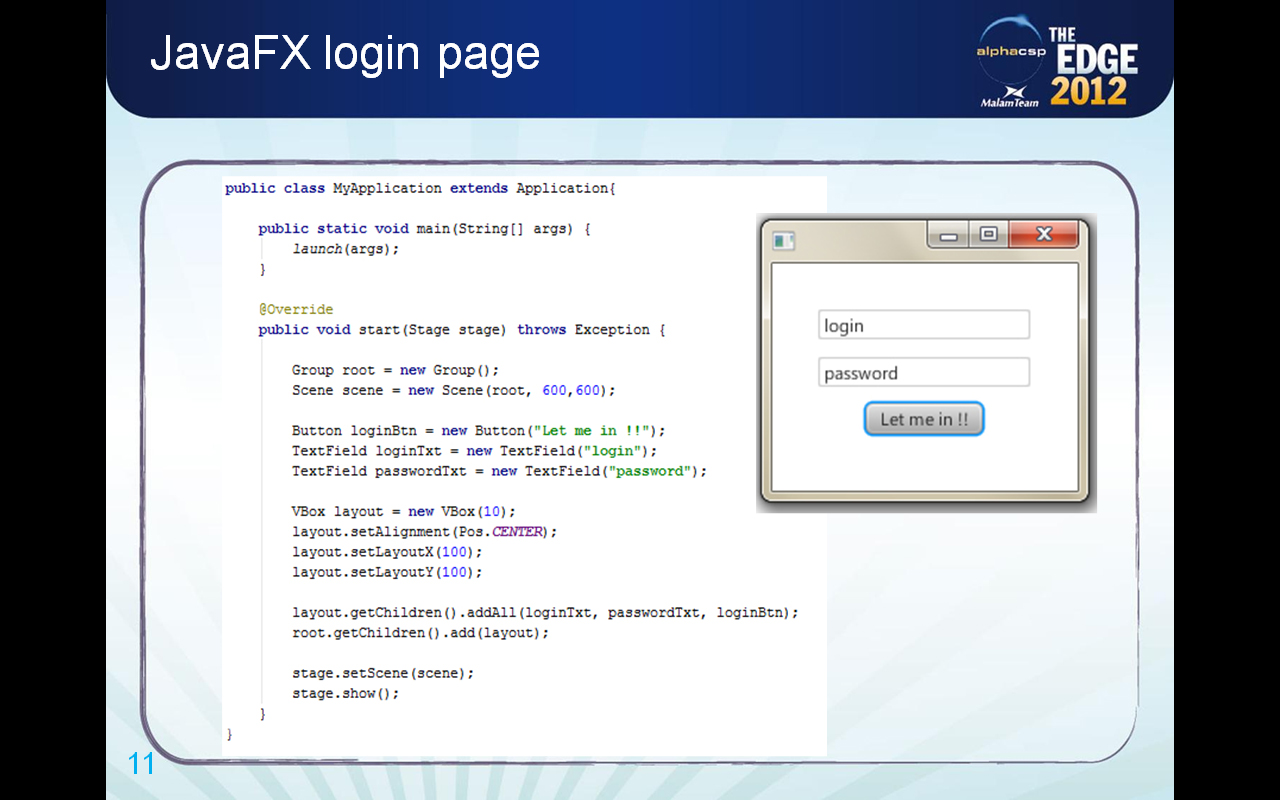 JavaFX login page
alphacsp
MalamTeam
THE
EDGE
2012
public class MyApplication extends Application{
public static void main(String[] args) {
launch(args);
}
@Override
public void start(Stage stage) throws Exception {
Group root = new Group();
Scene scene = new Scene(root, 600,600);
Button loginBtn = new Button("Let me in !!");
TextField loginTxt = new TextField("login");
TextField passwordTxt = new TextField("password");
VBox layout = new VBox(10);
layout.setAlignment(Pos.CENTER);
layout.setLayoutX(100);
layout.setLayoutY(100);
layout.getChildren().addAll(loginTxt, passwordTxt, loginBtn);
root.getChildren().add(layout);
stage.setScene(scene);
stage.show();
}
}
login
password
Let me in !!
11